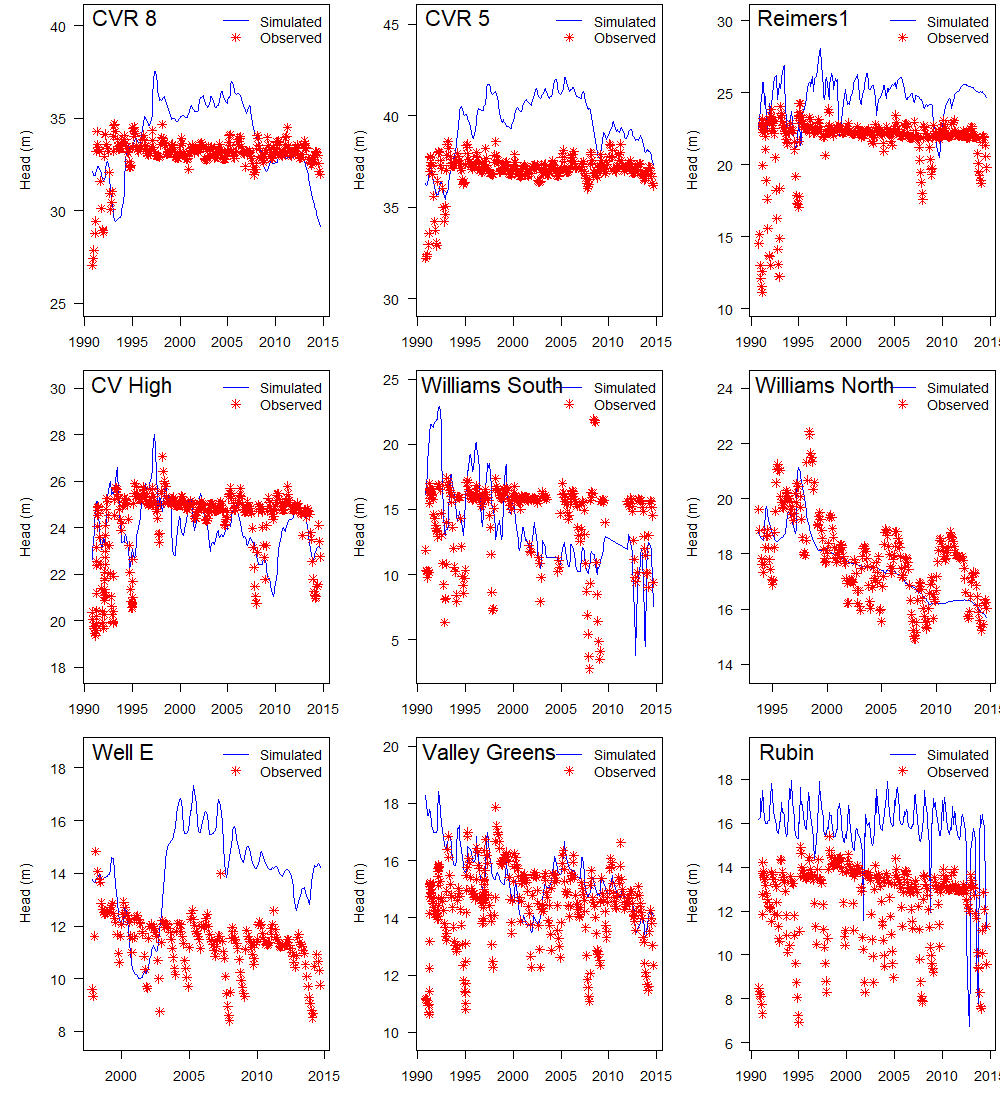 CVR 8
Simulated
Observed
Head (m)
40
35
30
25
1990 1995 2000 2005 2010 2015
CVR 5
Simulated
Observed
Head (m)
45
40
35
30
1990 1995 2000 2005 2010 2015
Reimers1
Simulated
Observed
Head (m)
30
25
20
15
10
1990 1995 2000 2005 2010 2015
CV High
Simulated
Observed
Head (m)
30
28
26
24
22
20
18
1990 1995 2000 2005 2010 2015
Williams South
Simulated
Observed
Head (m)
25
20
15
10
5
1990 1995 2000 2005 2010 2015
Williams North
Simulated
Observed
Head (m)
24
22
20
18
16
14
1995 2000 2005 2010 2015
Well E
Simulated
Observed
Head (m)
18
16
14
12
10
8
2000 2005 2010 2015
Valley Greens
Simulated
Observed
Head (m)
20
18
16
14
12
10
1990 1995 2000 2005 2010 2015
Rubin
Simulated
Observed
Head (m)
18
16
14
12
10
8
6
1990 1995 2000 2005 2010 2015